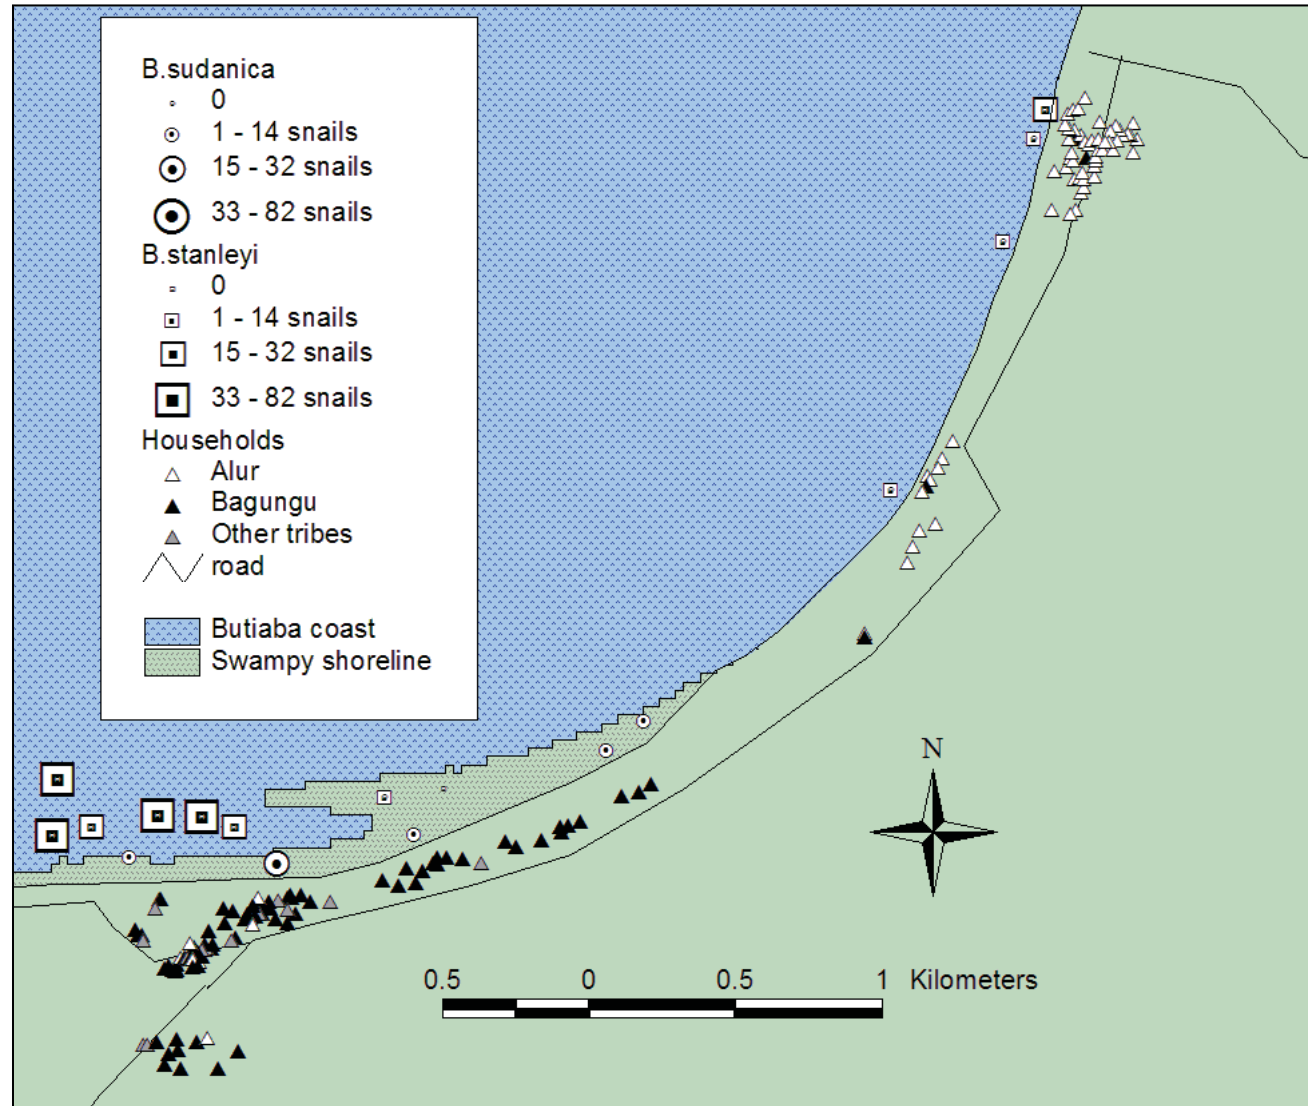 B.sudanica
0
1 - 14 snails
15 - 32 snails
33 - 82 snails
B.stanleyi
0
1 - 14 snails
15 - 32 snails
33 - 82 snails
Households
Alur
Bagungu
Other tribes
road
Butiaba coast
Swampy shoreline
N
0.5 0 0.5 1 Kilometers